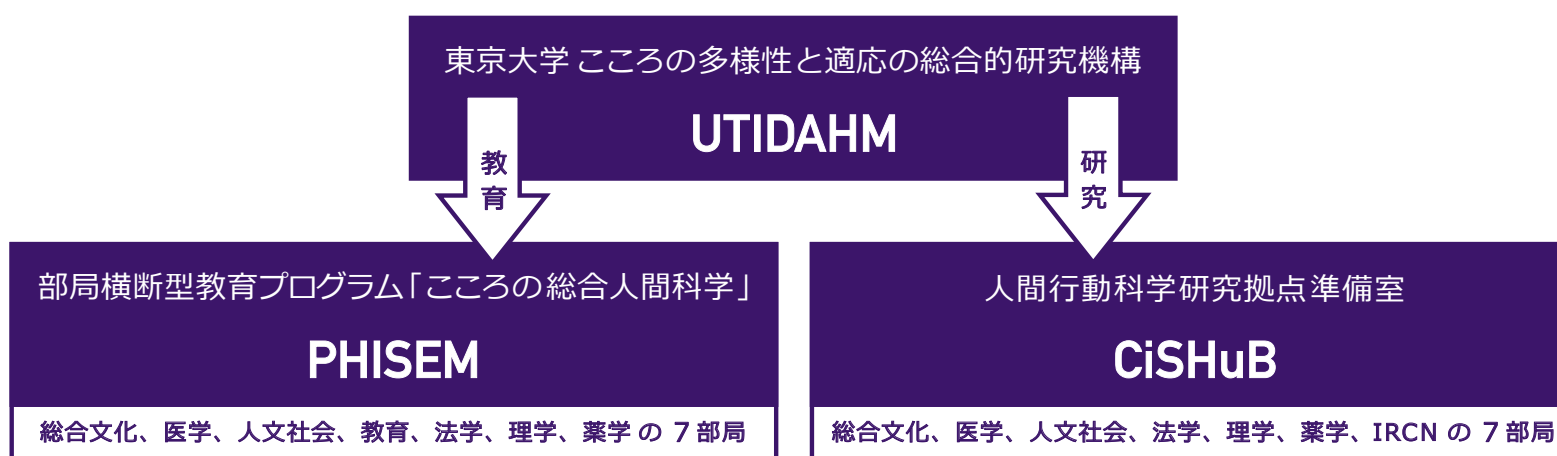 東京大学 こころの多様性と適応の総合的研究機構
UTIDAHM
教育
研究
部局横断型教育プログラム「こころの総合人間科学」
PHISEM
総合文化、医学、人文社会、教育、法学、理学、薬学 の 7 部局
人間行動科学研究拠点準備室
CiSHuB
総合文化、医学、人文社会、法学、理学、薬学、IRCN の 7 部局